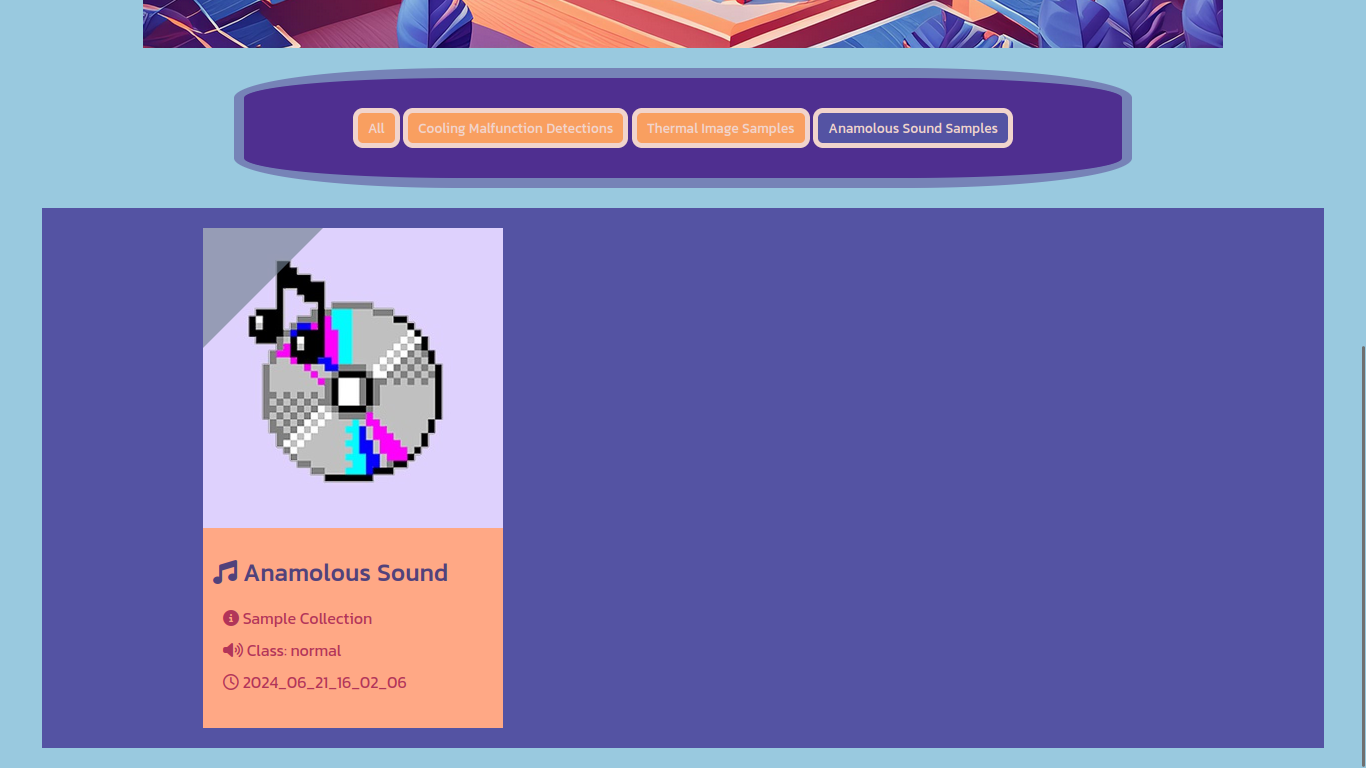 All
Cooling Malfunction Detections
Thermal Image Samples
Anamolous Sound Samples
Anamolous Sound
Sample Collection
Class: normal
2024_06_21_16_02_06